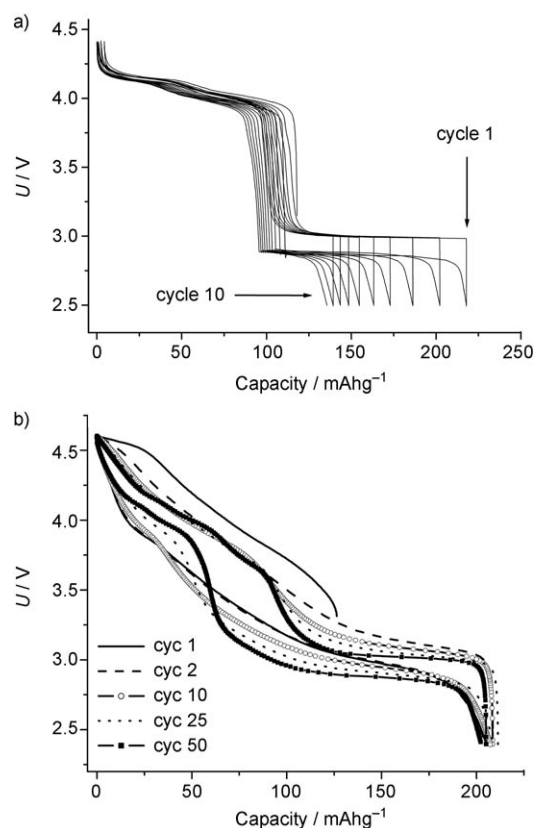 a)
4.5
4.0
3.5
3.0
2.5
U / V
cycle 1
cycle 10
0 50 100 150 200 250
Capacity / mAhg⁻¹
b)
4.5
4.0
3.5
3.0
2.5
U / V
cyc 1
cyc 2
cyc 10
cyc 25
cyc 50
0 50 100 150 200
Capacity / mAhg⁻¹